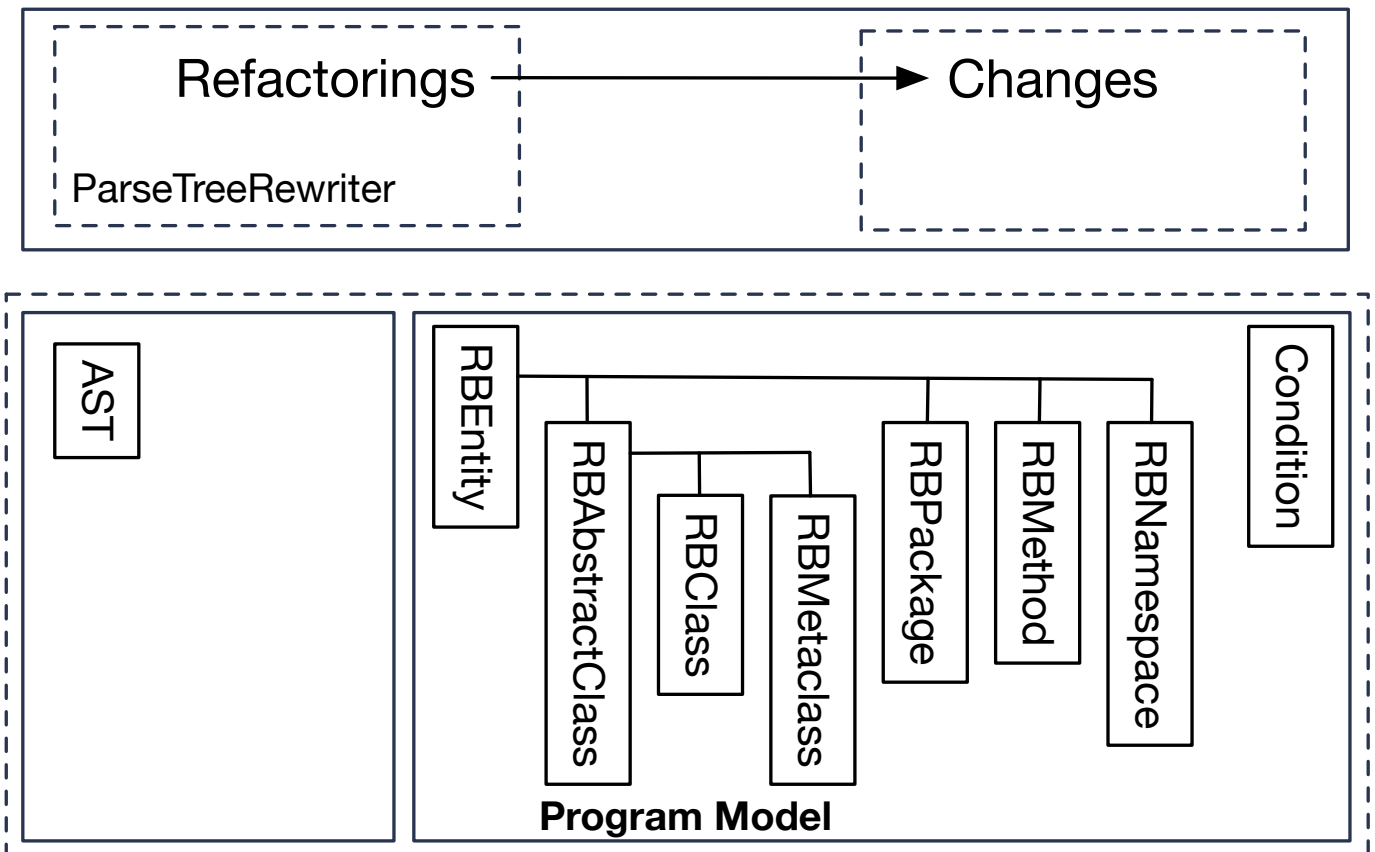 Refactorings
Changes
ParseTreeRewriter
AST
RBEntity
RBAbstractClass
RBClass
RBMetaclass
RBPackage
RBMethod
RBNamespace
Condition
Program Model